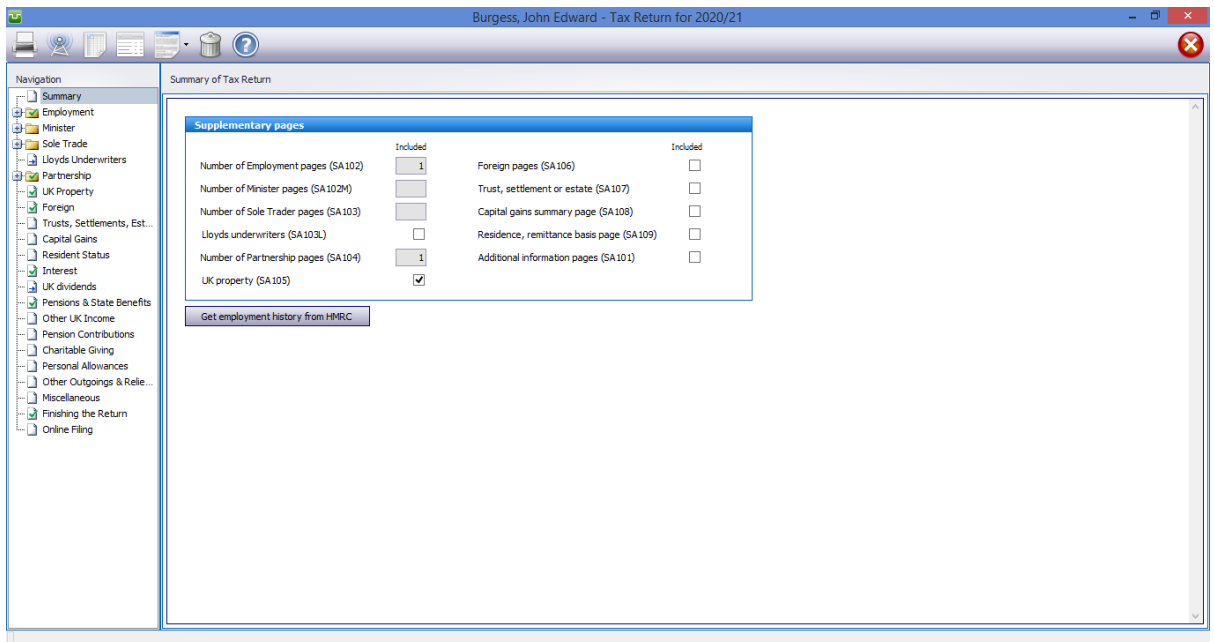 Burgess, John Edward - Tax Return for 2020/21
Navigation
Summary
Employment
Minister
Sole Trade
Lloyds Underwriters
Partnership
UK Property
Foreign
Trusts, Settlements, Est...
Capital Gains
Resident Status
Interest
UK dividends
Pensions & State Benefits
Other UK Income
Pension Contributions
Charitable Giving
Personal Allowances
Other Outgoings & Relie...
Miscellaneous
Finishing the Return
Online Filing
Summary of Tax Return
Supplementary pages
Included Included
Number of Employment pages (SA102) 1 Foreign pages (SA106)
Number of Minister pages (SA102M) Trust, settlement or estate (SA107)
Number of Sole Trader pages (SA103) Capital gains summary page (SA108)
Lloyds underwriters (SA103L) Residence, remittance basis page (SA109)
Number of Partnership pages (SA104) 1 Additional information pages (SA101)
UK property (SA105)
Get employment history from HMRC